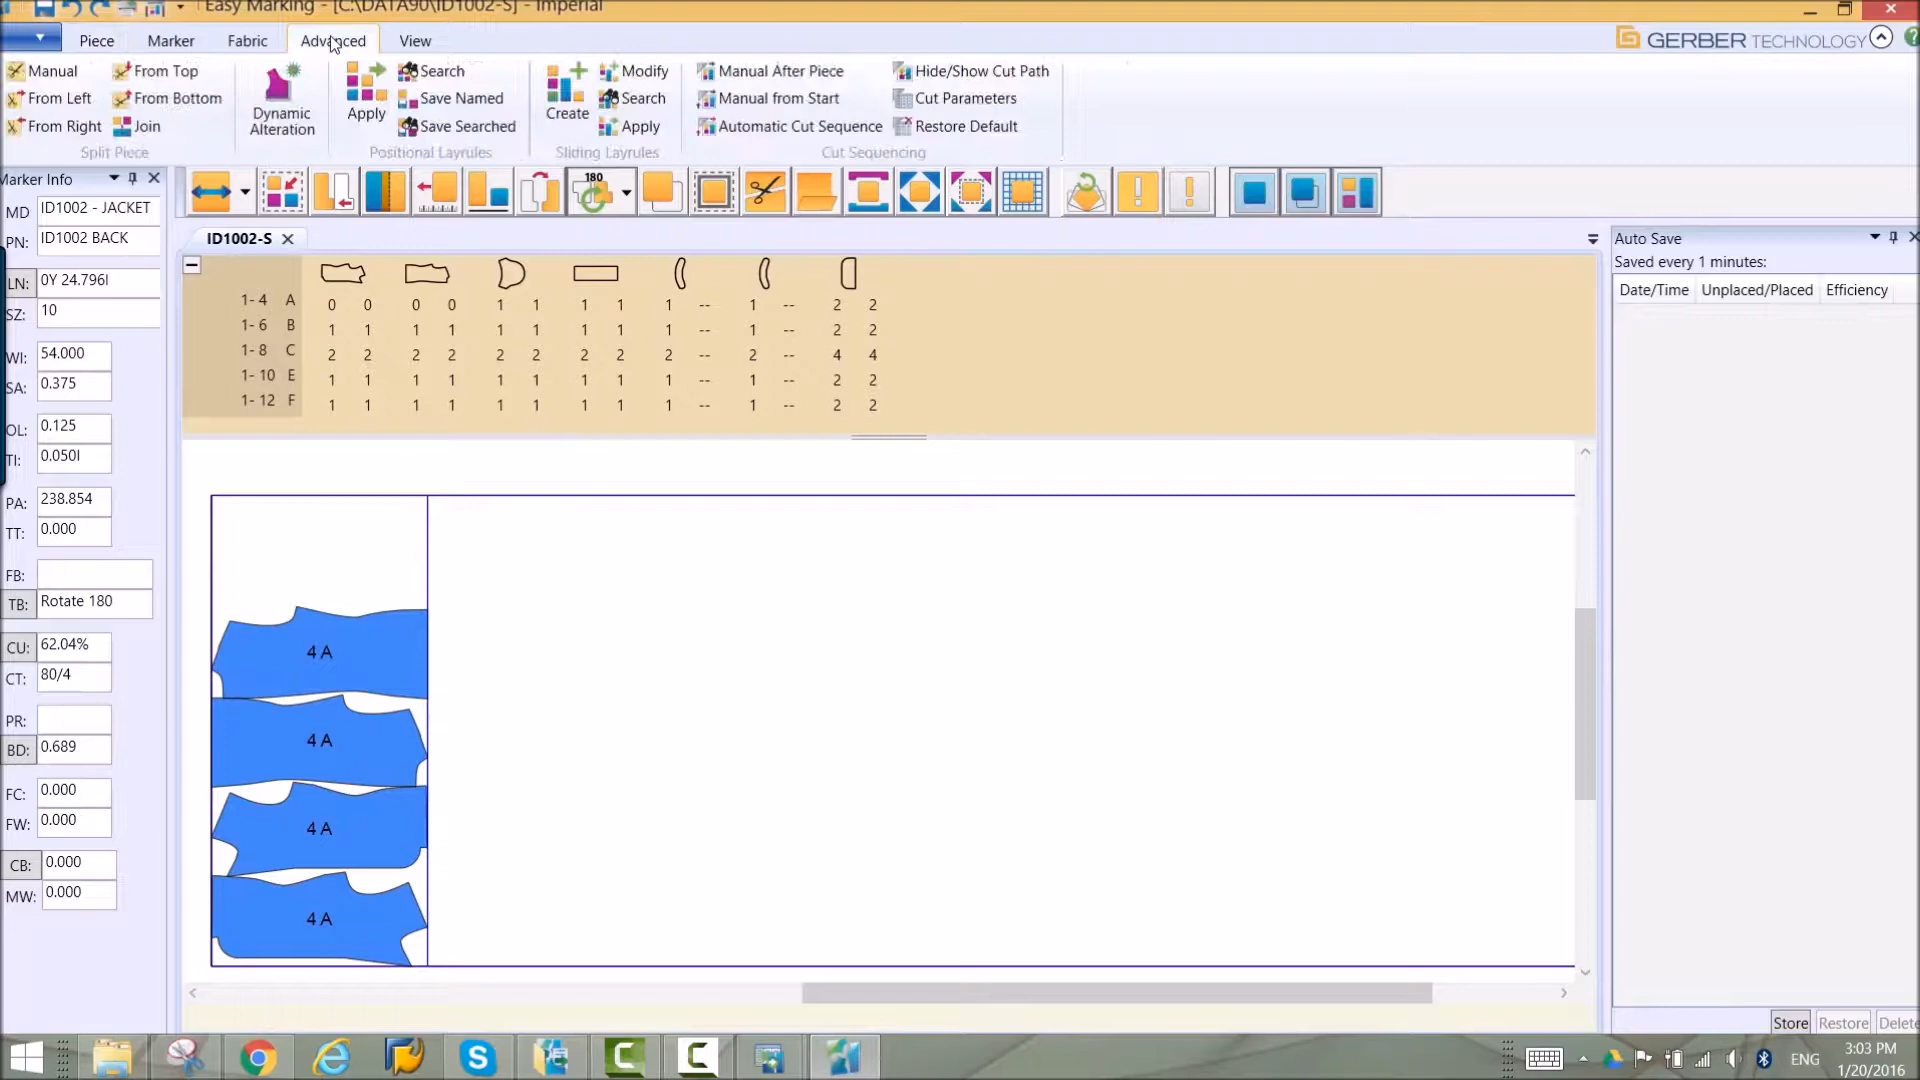 Easy Marking - [C:\DATA90\ID1002-S] - Imperial
Piece Marker Fabric Advanced View
GERBER TECHNOLOGY
Manual From Top Search Modify Manual After Piece Hide/Show Cut Path
From Left From Bottom Save Named Search Manual from Start Cut Parameters
From Right Join Save Searched Apply Automatic Cut Sequence Restore Default
Dynamic Alteration Apply Create
Split Piece Positional Layrules Sliding Layrules Cut Sequencing
180
Marker Info
MD ID1002 - JACKET
PN: ID1002 BACK
LN: 0Y 24.796I
SZ: 10
WI: 54.000
SA: 0.375
OL: 0.125
TI: 0.050I
PA: 238.854
TT: 0.000
FB:
TB: Rotate 180
CU: 62.04%
CT: 80/4
PR:
BD: 0.689
FC: 0.000
FW: 0.000
CB: 0.000
MW: 0.000
ID1002-S
1- 4 A 0 0 0 0 1 1 1 1 1 -- 1 -- 2 2
1- 6 B 1 1 1 1 1 1 1 1 1 -- 1 -- 2 2
1- 8 C 2 2 2 2 2 2 2 2 2 -- 2 -- 4 4
1- 10 E 1 1 1 1 1 1 1 1 1 -- 1 -- 2 2
1- 12 F 1 1 1 1 1 1 1 1 1 -- 1 -- 2 2
4 A
4 A
4 A
4 A
Auto Save
Saved every 1 minutes:
Date/Time Unplaced/Placed Efficiency
Store Restore Delete
ENG
3:03 PM
1/20/2016